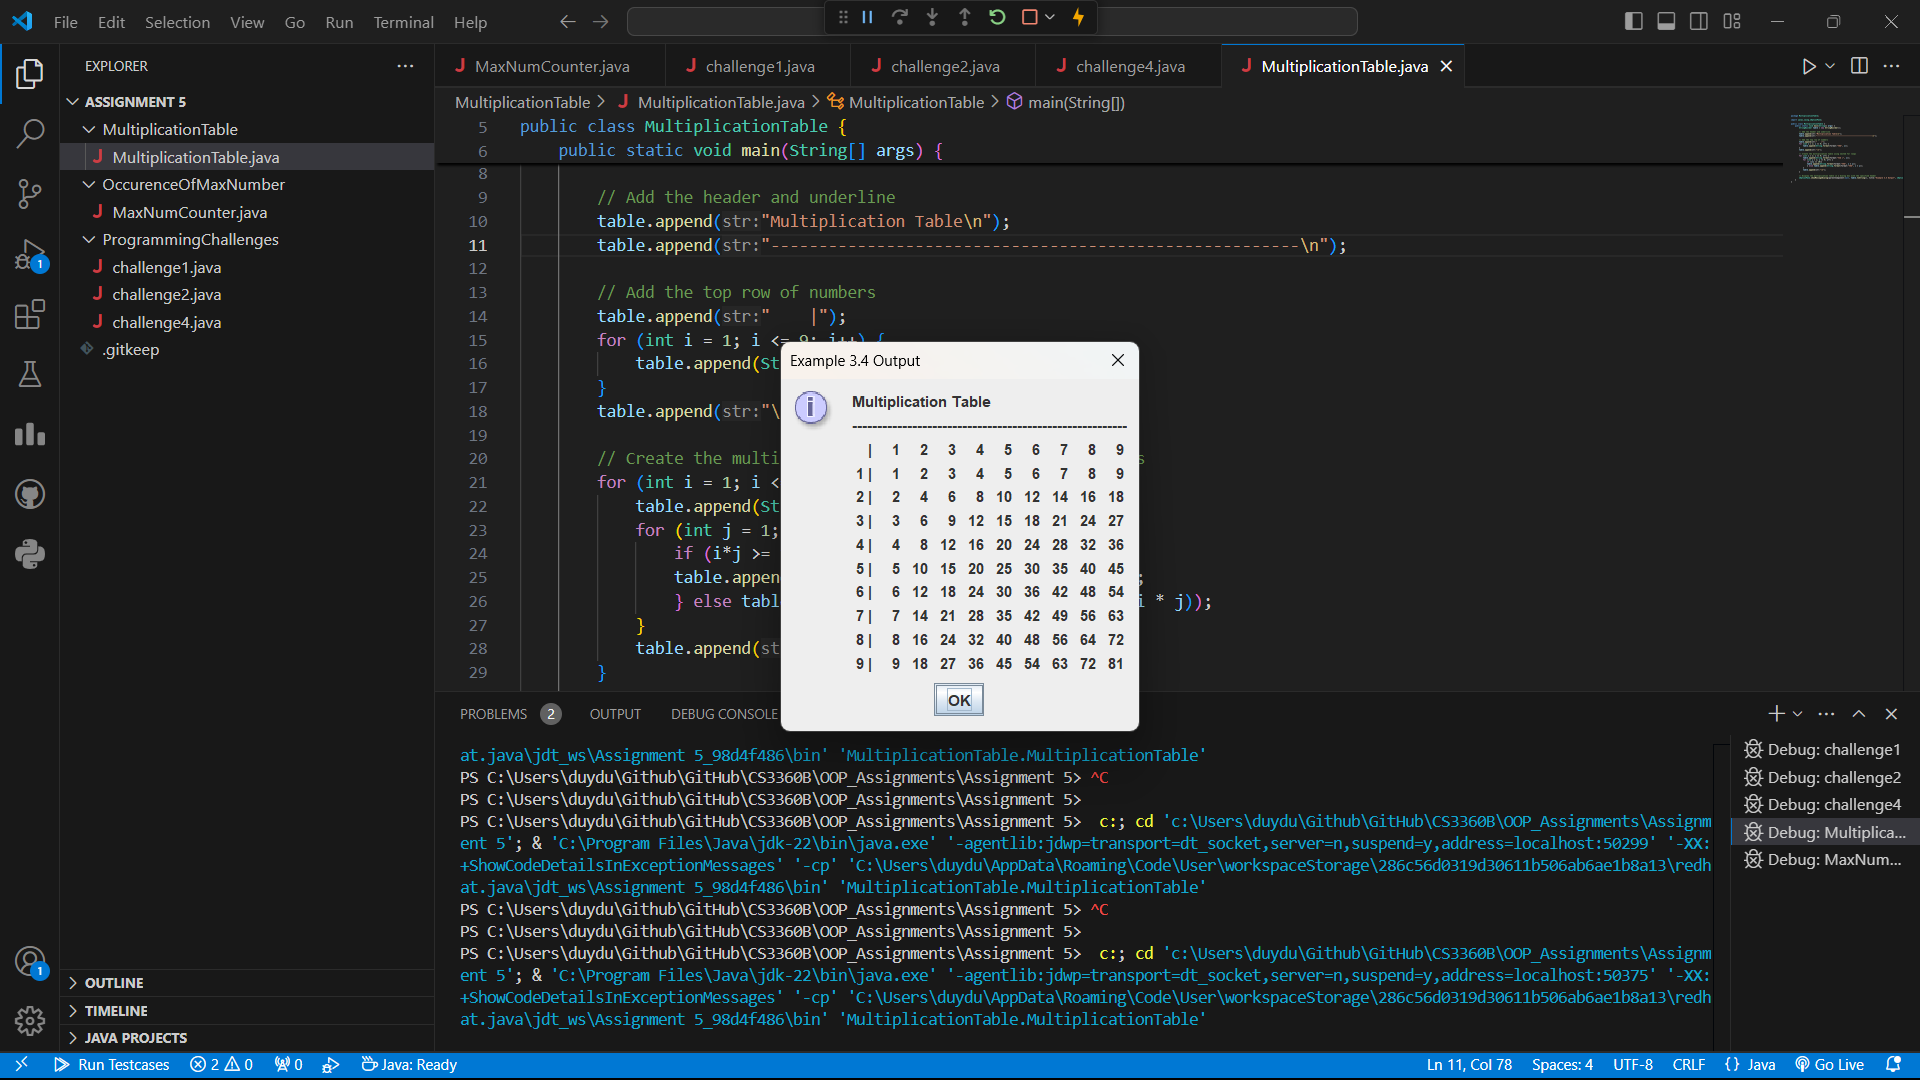 File Edit Selection View Go Run Terminal Help
EXPLORER
ASSIGNMENT 5
MultiplicationTable
MultiplicationTable.java
OccurenceOfMaxNumber
MaxNumCounter.java
ProgrammingChallenges
challenge1.java
challenge2.java
challenge4.java
.gitkeep
OUTLINE
TIMELINE
JAVA PROJECTS
1
1
MaxNumCounter.java challenge1.java challenge2.java challenge4.java MultiplicationTable.java
MultiplicationTable > MultiplicationTable.java > MultiplicationTable > main(String[])
5 public class MultiplicationTable {
6 public static void main(String[] args) {
8
9 // Add the header and underline
10 table.append(str:"Multiplication Table\n");
11 table.append(str:"-------------------------------------------------------\n");
12
13 // Add the top row of numbers
14 table.append(str:"    |");
15 for (int i = 1; i <= 9; i++) {
16 table.append(St
17 }
18 table.append(str:"\
19
20 // Create the multi s
21 for (int i = 1; i <
22 table.append(St
23 for (int j = 1;
24 if (i*j >=
25 table.appen ;
26 } else tabl i * j));
27 }
28 table.append(st
29 }
Example 3.4 Output
Multiplication Table
-------------------------------------------------------
| 1 2 3 4 5 6 7 8 9
1 | 1 2 3 4 5 6 7 8 9
2 | 2 4 6 8 10 12 14 16 18
3 | 3 6 9 12 15 18 21 24 27
4 | 4 8 12 16 20 24 28 32 36
5 | 5 10 15 20 25 30 35 40 45
6 | 6 12 18 24 30 36 42 48 54
7 | 7 14 21 28 35 42 49 56 63
8 | 8 16 24 32 40 48 56 64 72
9 | 9 18 27 36 45 54 63 72 81
OK
PROBLEMS 2 OUTPUT DEBUG CONSOLE
at.java\jdt_ws\Assignment 5_98d4f486\bin' 'MultiplicationTable.MultiplicationTable'
PS C:\Users\duydu\Github\GitHub\CS3360B\OOP_Assignments\Assignment 5> ^C
PS C:\Users\duydu\Github\GitHub\CS3360B\OOP_Assignments\Assignment 5>
PS C:\Users\duydu\Github\GitHub\CS3360B\OOP_Assignments\Assignment 5>  c:; cd 'c:\Users\duydu\Github\GitHub\CS3360B\OOP_Assignments\Assignm
ent 5'; & 'C:\Program Files\Java\jdk-22\bin\java.exe' '-agentlib:jdwp=transport=dt_socket,server=n,suspend=y,address=localhost:50299' '-XX:
+ShowCodeDetailsInExceptionMessages' '-cp' 'C:\Users\duydu\AppData\Roaming\Code\User\workspaceStorage\286c56d0319d30611b506ab6ae1b8a13\redh
at.java\jdt_ws\Assignment 5_98d4f486\bin' 'MultiplicationTable.MultiplicationTable'
PS C:\Users\duydu\Github\GitHub\CS3360B\OOP_Assignments\Assignment 5> ^C
PS C:\Users\duydu\Github\GitHub\CS3360B\OOP_Assignments\Assignment 5>
PS C:\Users\duydu\Github\GitHub\CS3360B\OOP_Assignments\Assignment 5>  c:; cd 'c:\Users\duydu\Github\GitHub\CS3360B\OOP_Assignments\Assignm
ent 5'; & 'C:\Program Files\Java\jdk-22\bin\java.exe' '-agentlib:jdwp=transport=dt_socket,server=n,suspend=y,address=localhost:50375' '-XX:
+ShowCodeDetailsInExceptionMessages' '-cp' 'C:\Users\duydu\AppData\Roaming\Code\User\workspaceStorage\286c56d0319d30611b506ab6ae1b8a13\redh
at.java\jdt_ws\Assignment 5_98d4f486\bin' 'MultiplicationTable.MultiplicationTable'
Debug: challenge1
Debug: challenge2
Debug: challenge4
Debug: Multiplica...
Debug: MaxNum...
Run Testcases 2 0 0 Java: Ready Ln 11, Col 78 Spaces: 4 UTF-8 CRLF {} Java Go Live